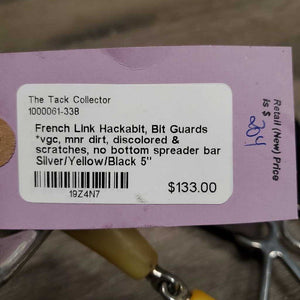 The Tack Collector
1000061-338
French Link Hackabit, Bit Guards
*vgc, mnr dirt, discolored &
scratches, no bottom spreader bar
Silver/Yellow/Black 5"
19Z4N7
$133.00
Retail (New) Price
is $
204